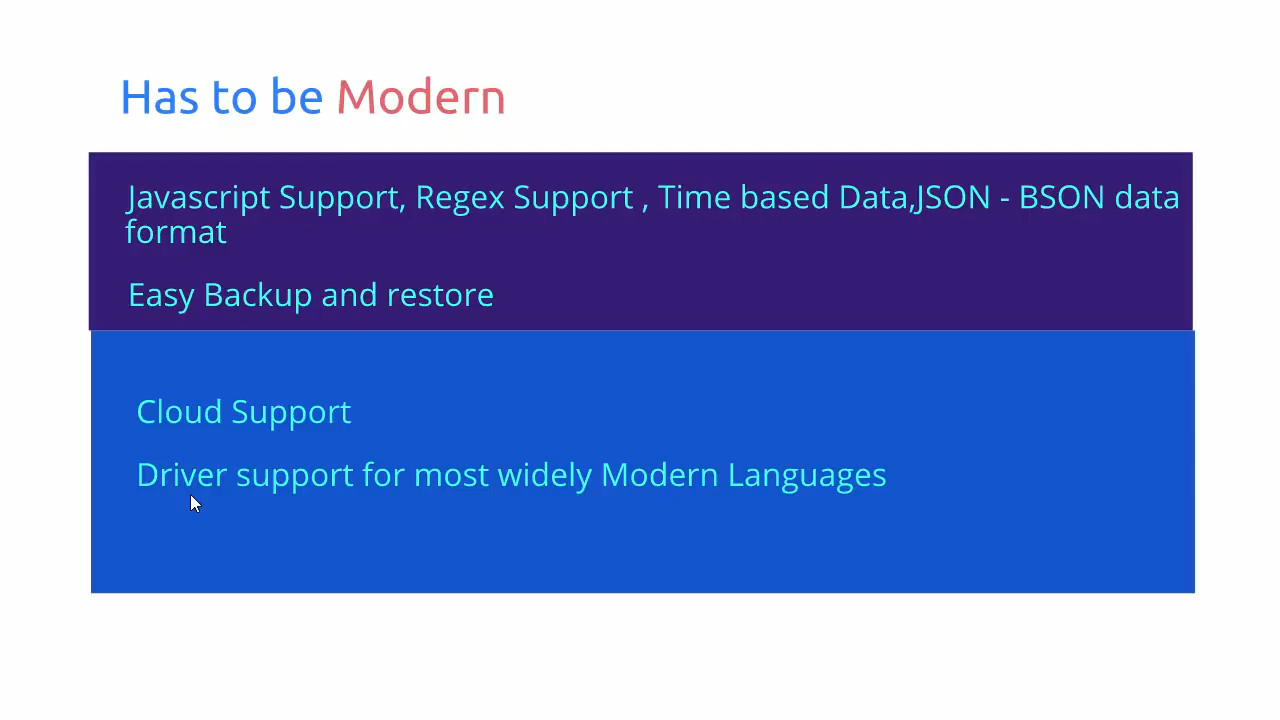 Has to be Modern
Javascript Support, Regex Support , Time based Data,JSON - BSON data
format
Easy Backup and restore
Cloud Support
Driver support for most widely Modern Languages